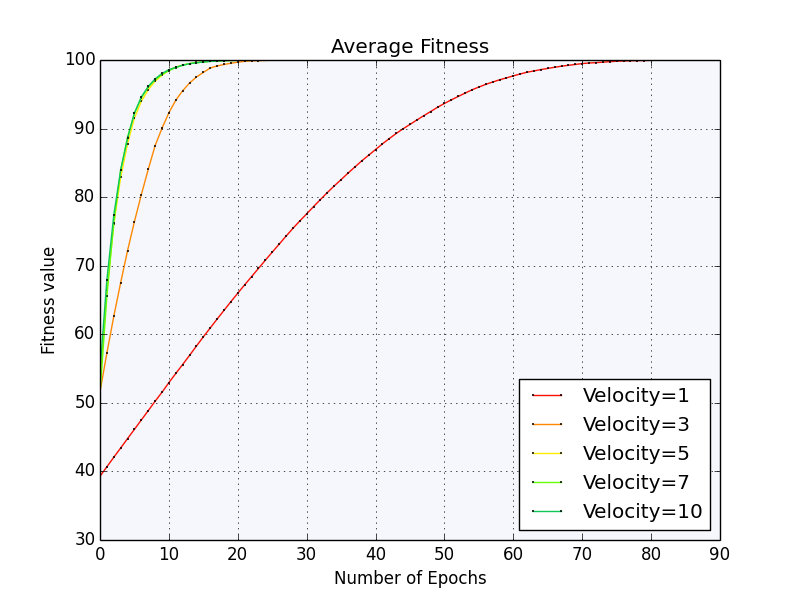 Average Fitness
100
90
80
70
60
50
40
30
Fitness value
0 10 20 30 40 50 60 70 80 90
Number of Epochs
Velocity=1
Velocity=3
Velocity=5
Velocity=7
Velocity=10